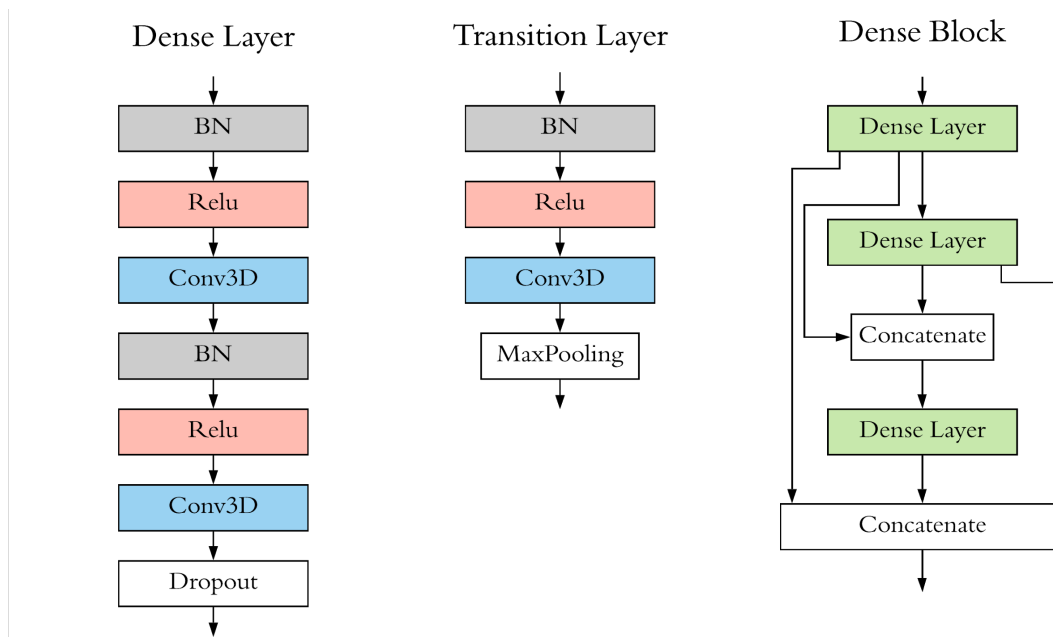 Dense Layer
BN
Relu
Conv3D
BN
Relu
Conv3D
Dropout
Transition Layer
BN
Relu
Conv3D
MaxPooling
Dense Block
Dense Layer
Dense Layer
Concatenate
Dense Layer
Concatenate